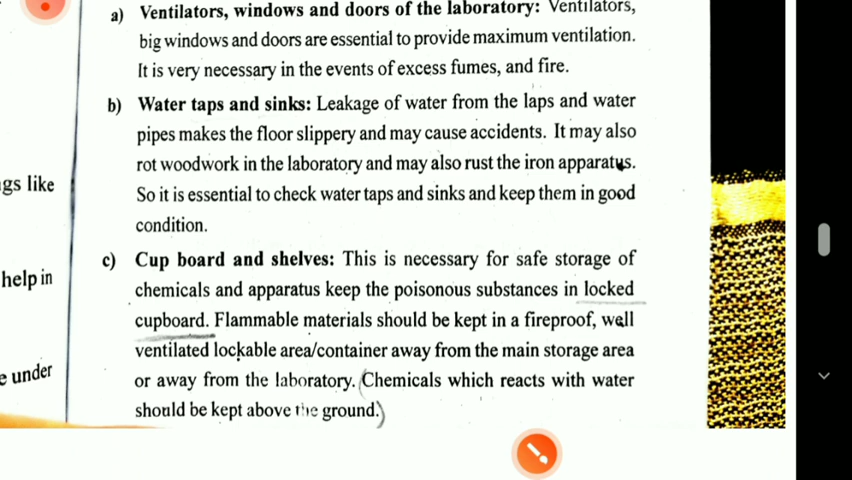 a) Ventilators, windows and doors of the laboratory: Ventilators,
big windows and doors are essential to provide maximum ventilation.
It is very necessary in the events of excess fumes, and fire.
b) Water taps and sinks: Leakage of water from the laps and water
pipes makes the floor slippery and may cause accidents. It may also
rot woodwork in the laboratory and may also rust the iron apparatus.
So it is essential to check water taps and sinks and keep them in good
condition.
gs like
c) Cup board and shelves: This is necessary for safe storage of
chemicals and apparatus keep the poisonous substances in locked
help in
cupboard. Flammable materials should be kept in a fireproof, well
ventilated lockable area/container away from the main storage area
e under
or away from the laboratory. (Chemicals which reacts with water
should be kept above the ground.)